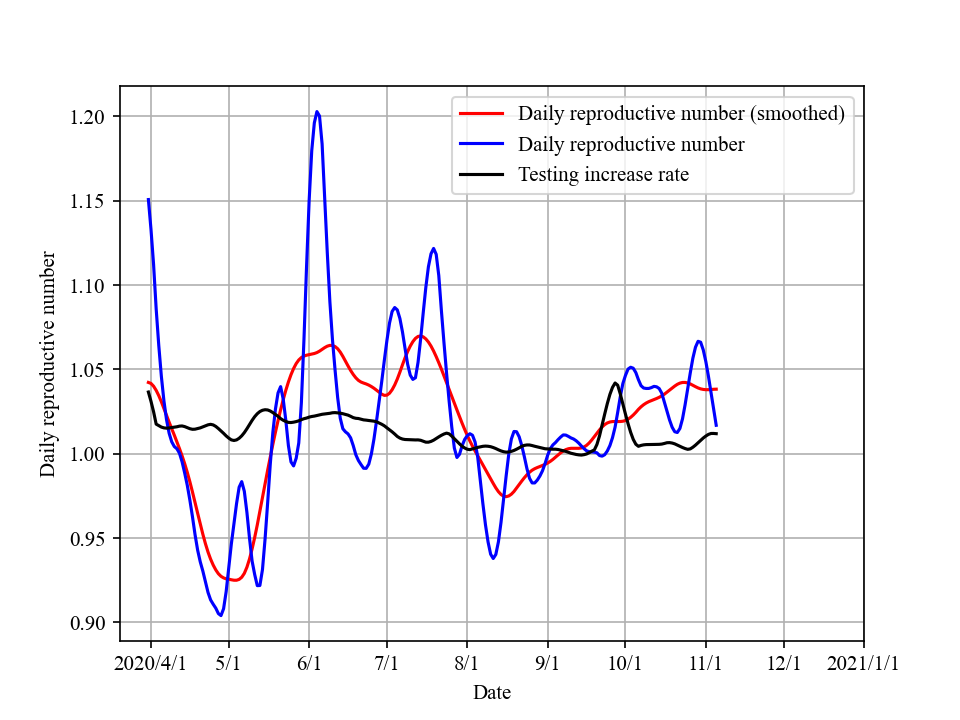 Daily reproductive number (smoothed)
Daily reproductive number
Testing increase rate
1.20
1.15
1.10
1.05
1.00
0.95
0.90
Daily reproductive number
2020/4/1 5/1 6/1 7/1 8/1 9/1 10/1 11/1 12/1 2021/1/1
Date